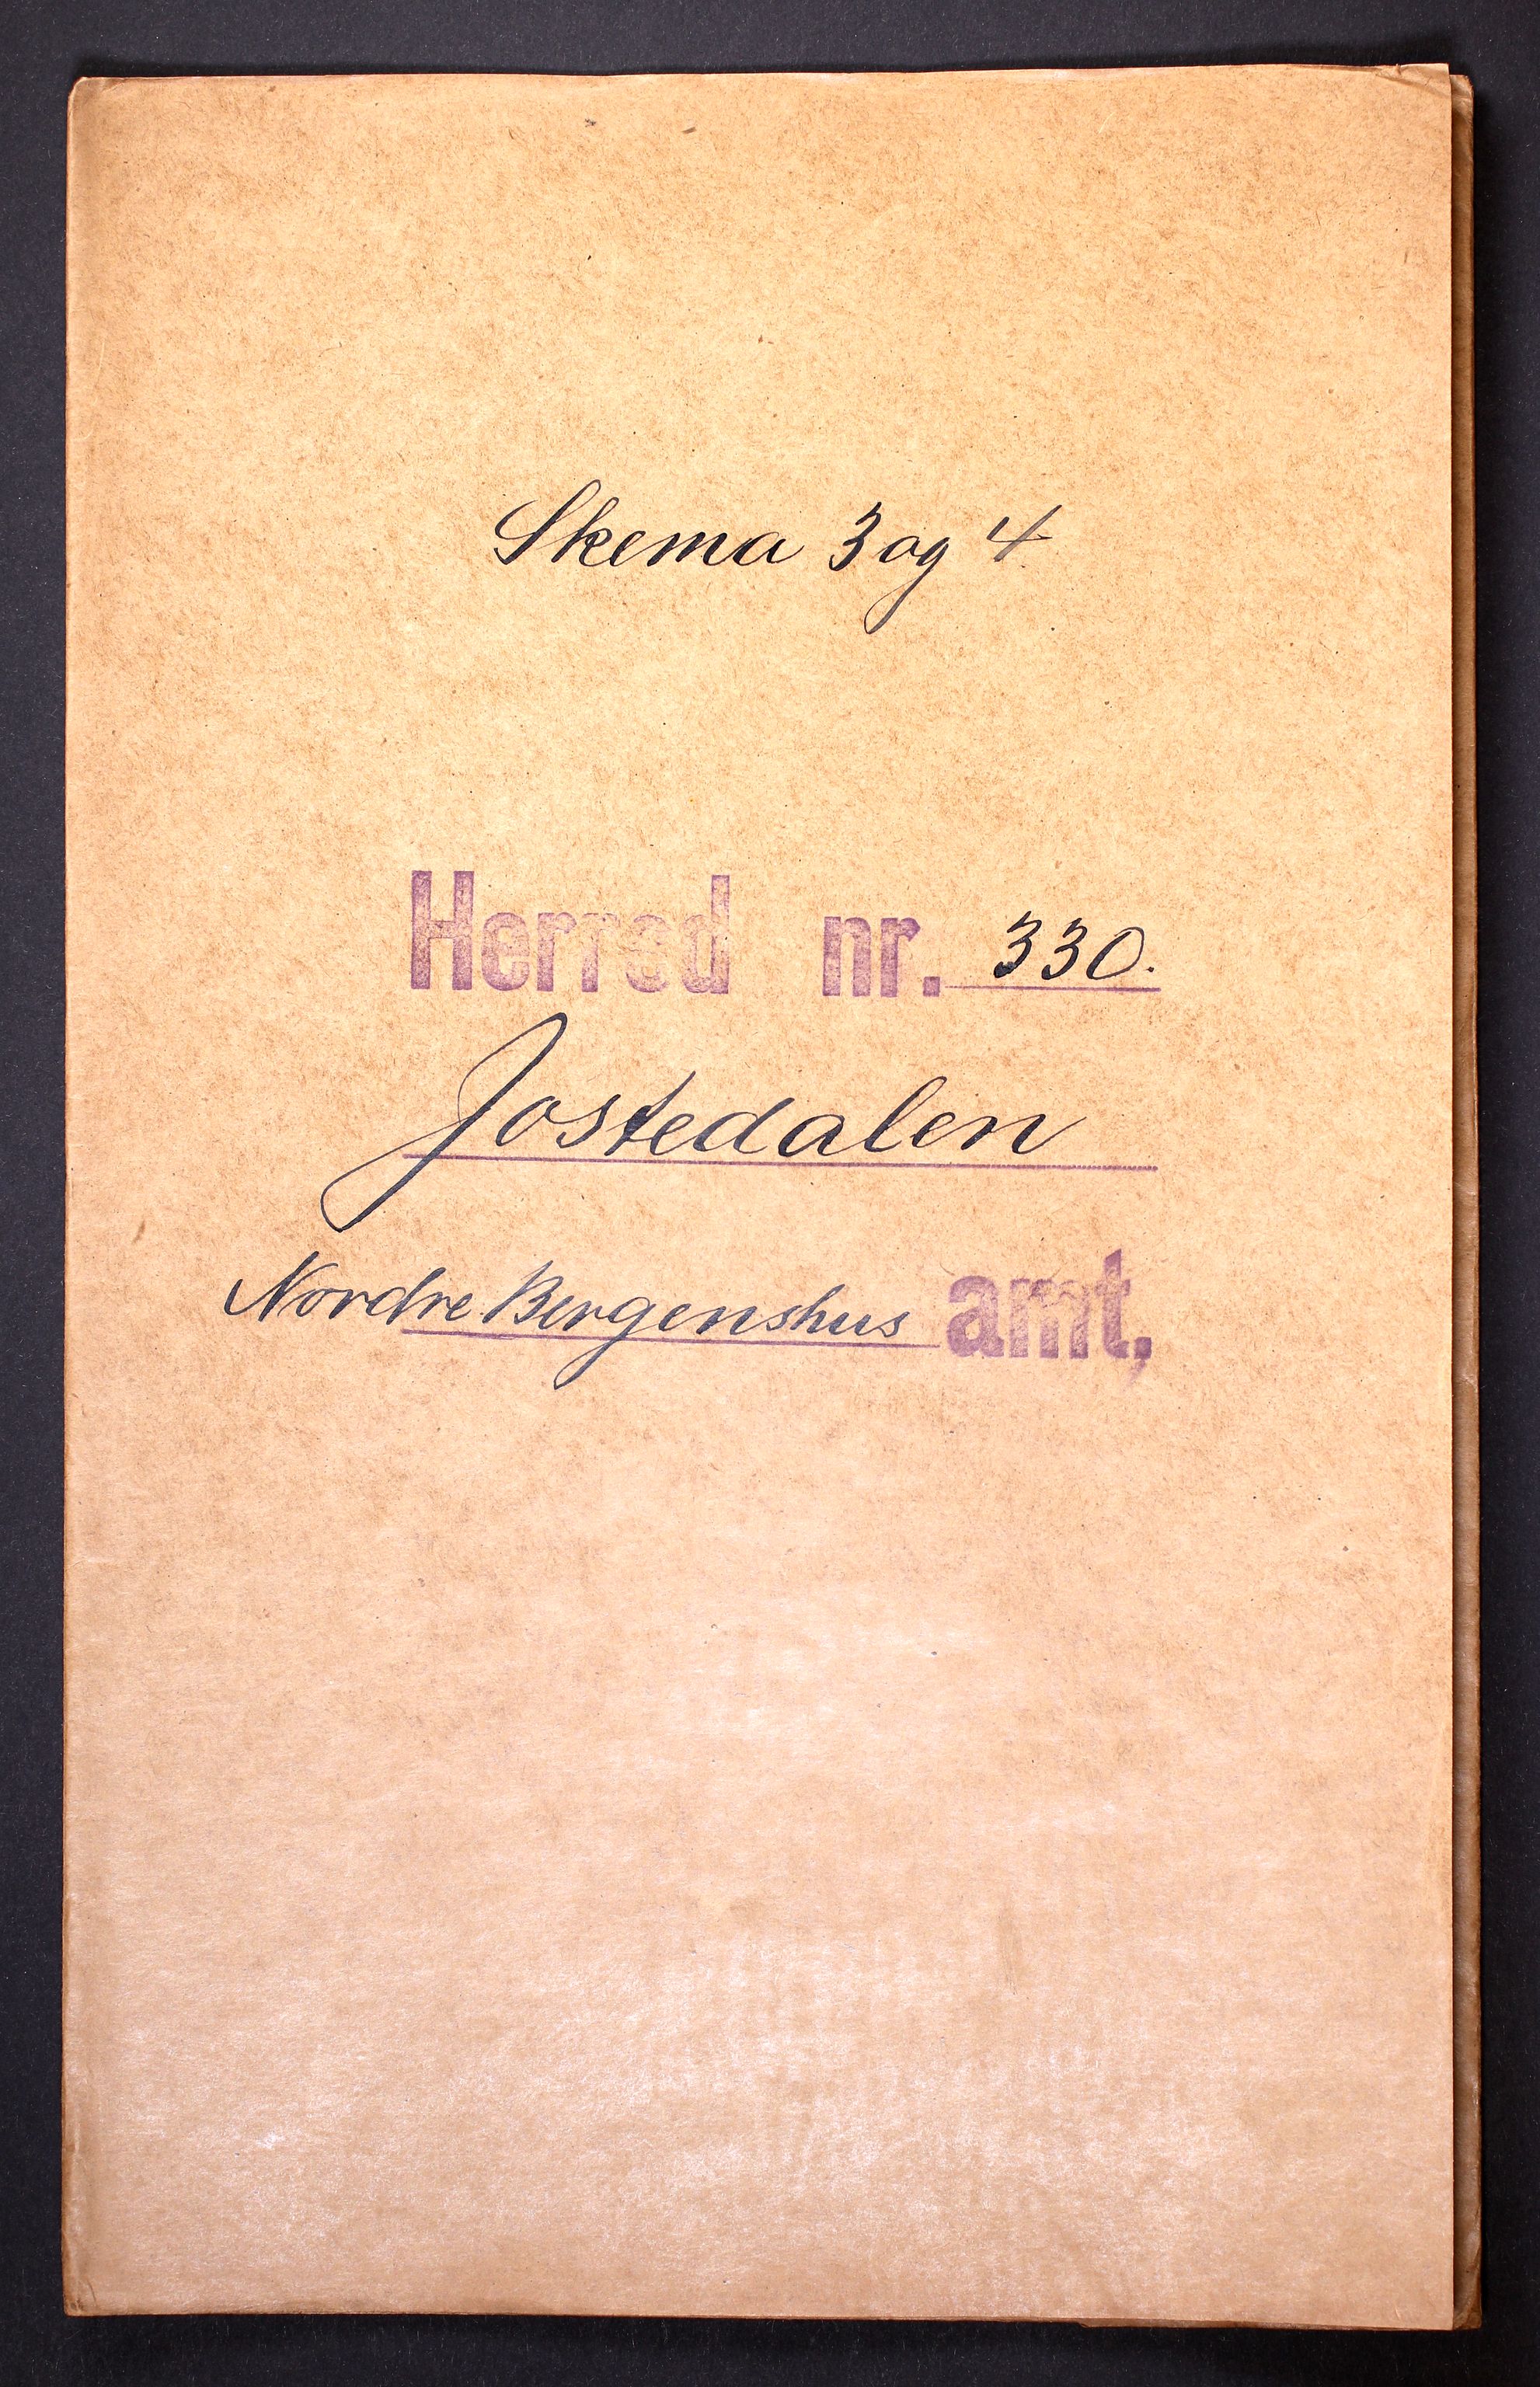 Skema 3 og 4
Herred nr. 330.
Jostedalen
Nordre Bergenshus amt,